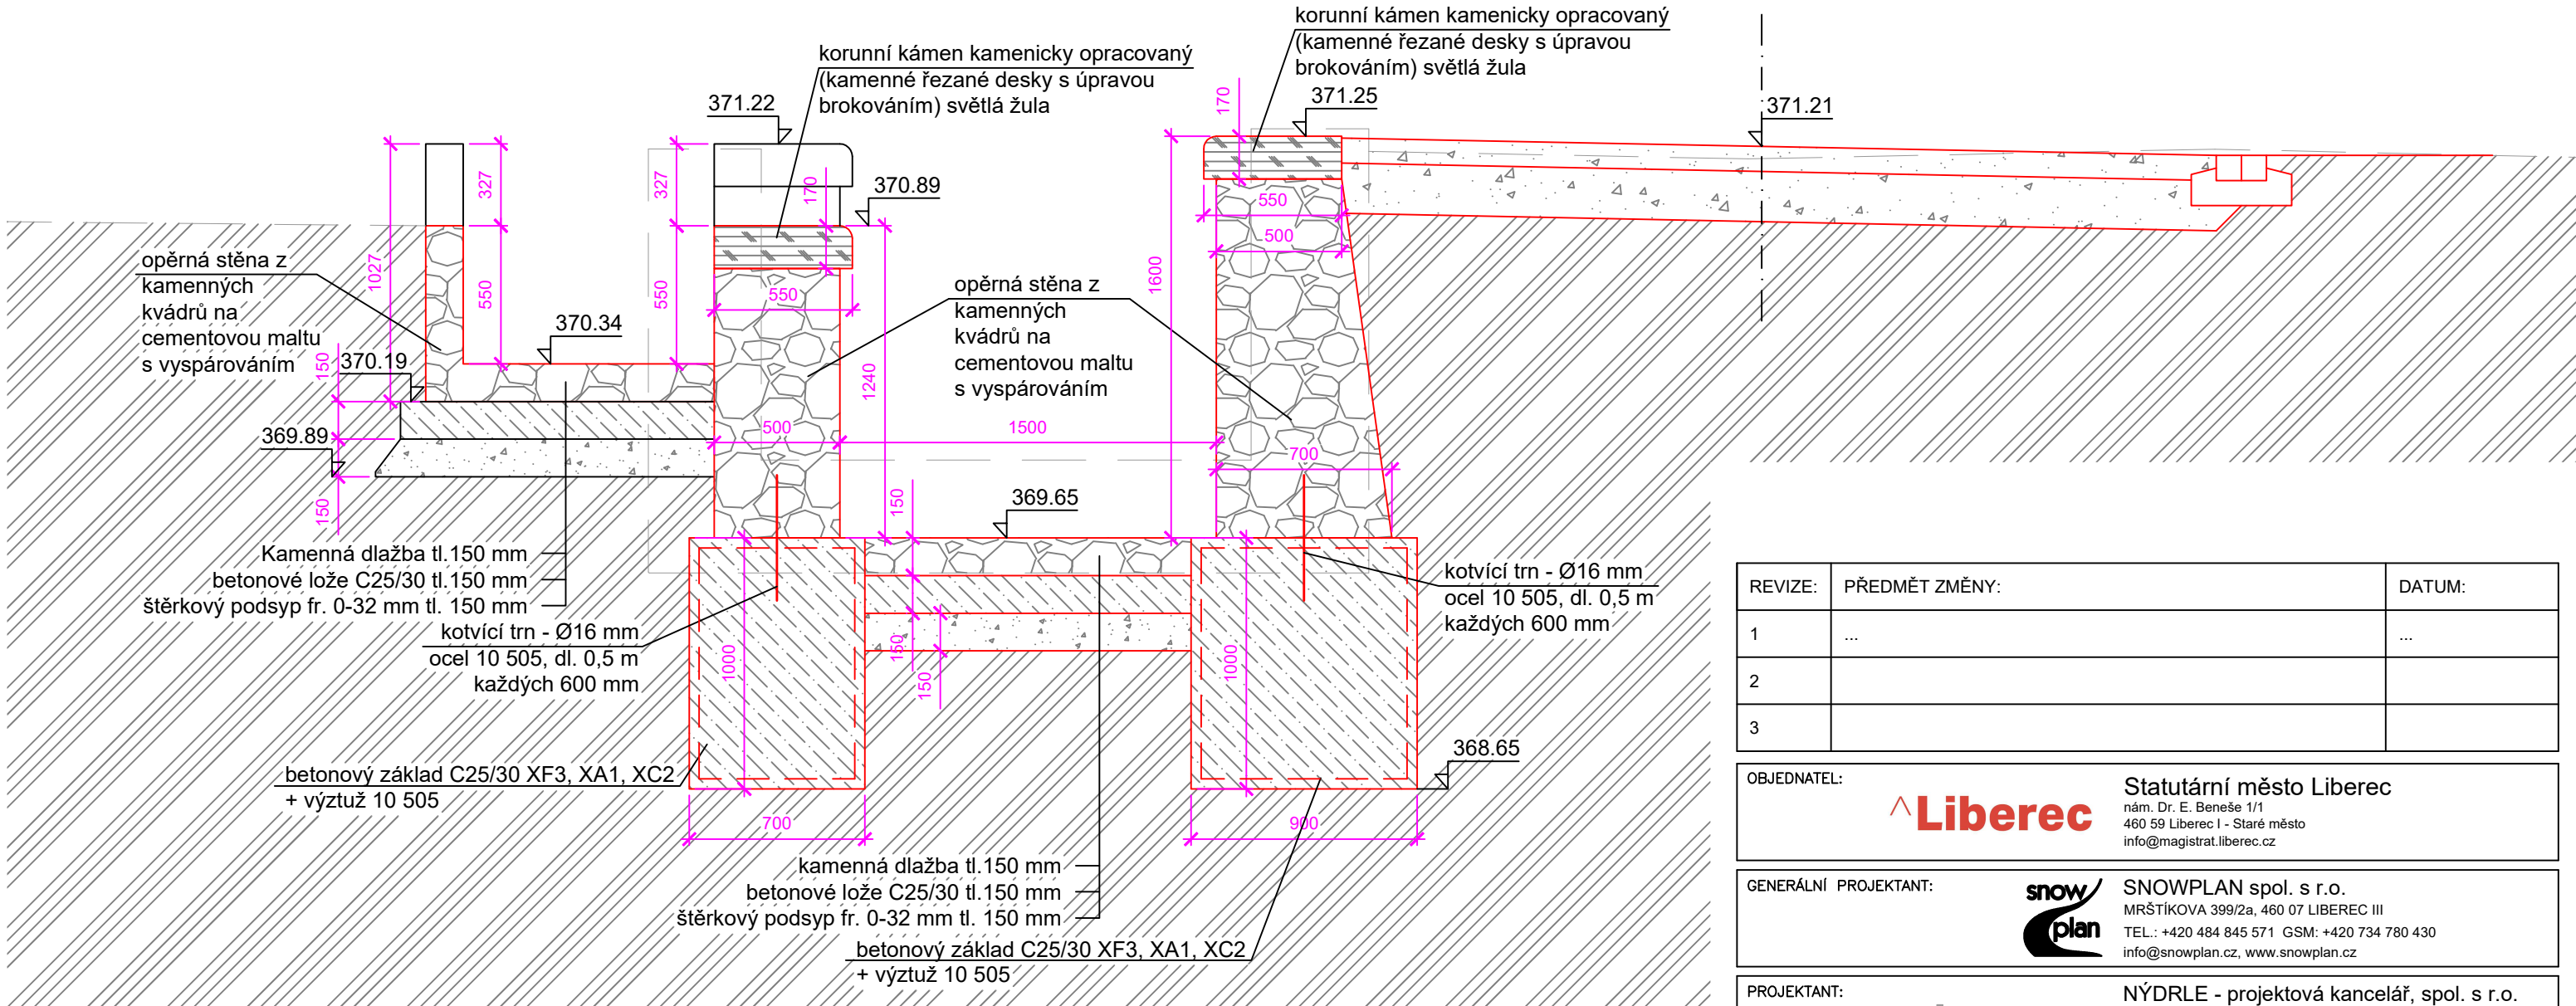 korunní kámen kamenicky opracovaný
(kamenné řezané desky s úpravou
brokováním) světlá žula
korunní kámen kamenicky opracovaný
(kamenné řezané desky s úpravou
brokováním) světlá žula
371.22
371.25
371.21
170
327
327
170
370.89
550
500
opěrná stěna z
kamenných
kvádrů na
cementovou maltu
s vyspárováním
1027
550
550
550
1600
opěrná stěna z
kamenných
kvádrů na
cementovou maltu
s vyspárováním
370.34
150
370.19
1240
369.89
500
1500
700
150
150
369.65
Kamenná dlažba tl.150 mm
betonové lože C25/30 tl.150 mm
štěrkový podsyp fr. 0-32 mm tl. 150 mm
kotvící trn - Ø16 mm
ocel 10 505, dl. 0,5 m
každých 600 mm
kotvící trn - Ø16 mm
ocel 10 505, dl. 0,5 m
každých 600 mm
1000
150
150
1000
368.65
betonový základ C25/30 XF3, XA1, XC2
+ výztuž 10 505
700
900
kamenná dlažba tl.150 mm
betonové lože C25/30 tl.150 mm
štěrkový podsyp fr. 0-32 mm tl. 150 mm
betonový základ C25/30 XF3, XA1, XC2
+ výztuž 10 505
REVIZE: PŘEDMĚT ZMĚNY: DATUM:
1 ... ...
2
3
OBJEDNATEL:
^Liberec
Statutární město Liberec
nám. Dr. E. Beneše 1/1
460 59 Liberec I - Staré město
info@magistrat.liberec.cz
GENERÁLNÍ PROJEKTANT:
snow
plan
SNOWPLAN spol. s r.o.
MRŠTÍKOVA 399/2a, 460 07 LIBEREC III
TEL.: +420 484 845 571 GSM: +420 734 780 430
info@snowplan.cz, www.snowplan.cz
PROJEKTANT:
NÝDRLE - projektová kancelář, spol. s r.o.